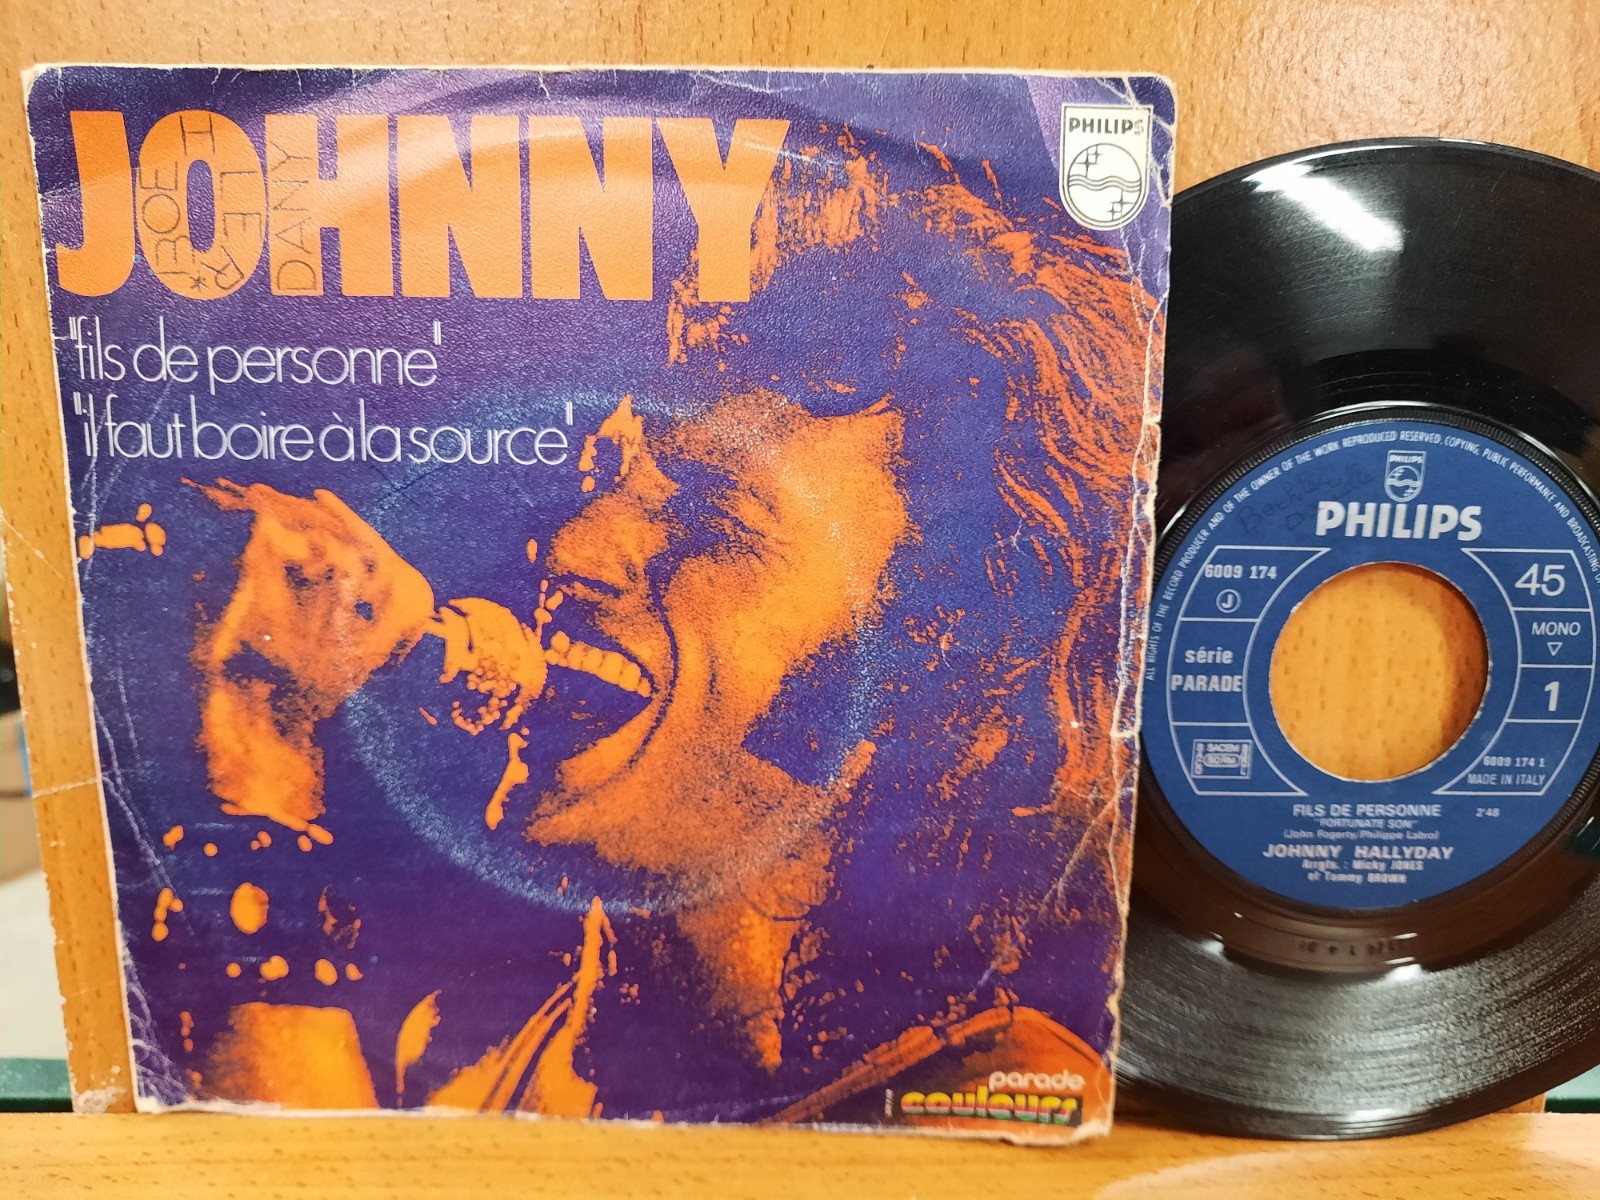 JOHNNY
DANY
"fils de personne"
"il faut boire à la source"
PHILIPS
parade
couleurs
ALL RIGHTS OF THE RECORD PRODUCER AND OF THE OWNER OF THE WORK REPRODUCED RESERVED. COPYING, PUBLIC PERFORMANCE AND BROADCASTING OF
PHILIPS
PHILIPS
6009 174
J
série
PARADE
SACEM
45
MONO
1
6009 174 1
MADE IN ITALY
FILS DE PERSONNE 2'48
"FORTUNATE SON"
(John Fogerty/Philippe Labro)
JOHNNY HALLYDAY
Arrgts. : Micky JONES
et Tommy BROWN